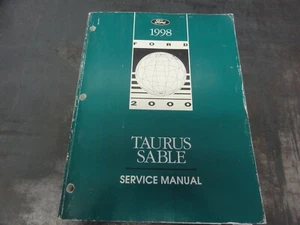 Ford
1998
FORD
2000
TAURUS
SABLE
SERVICE MANUAL